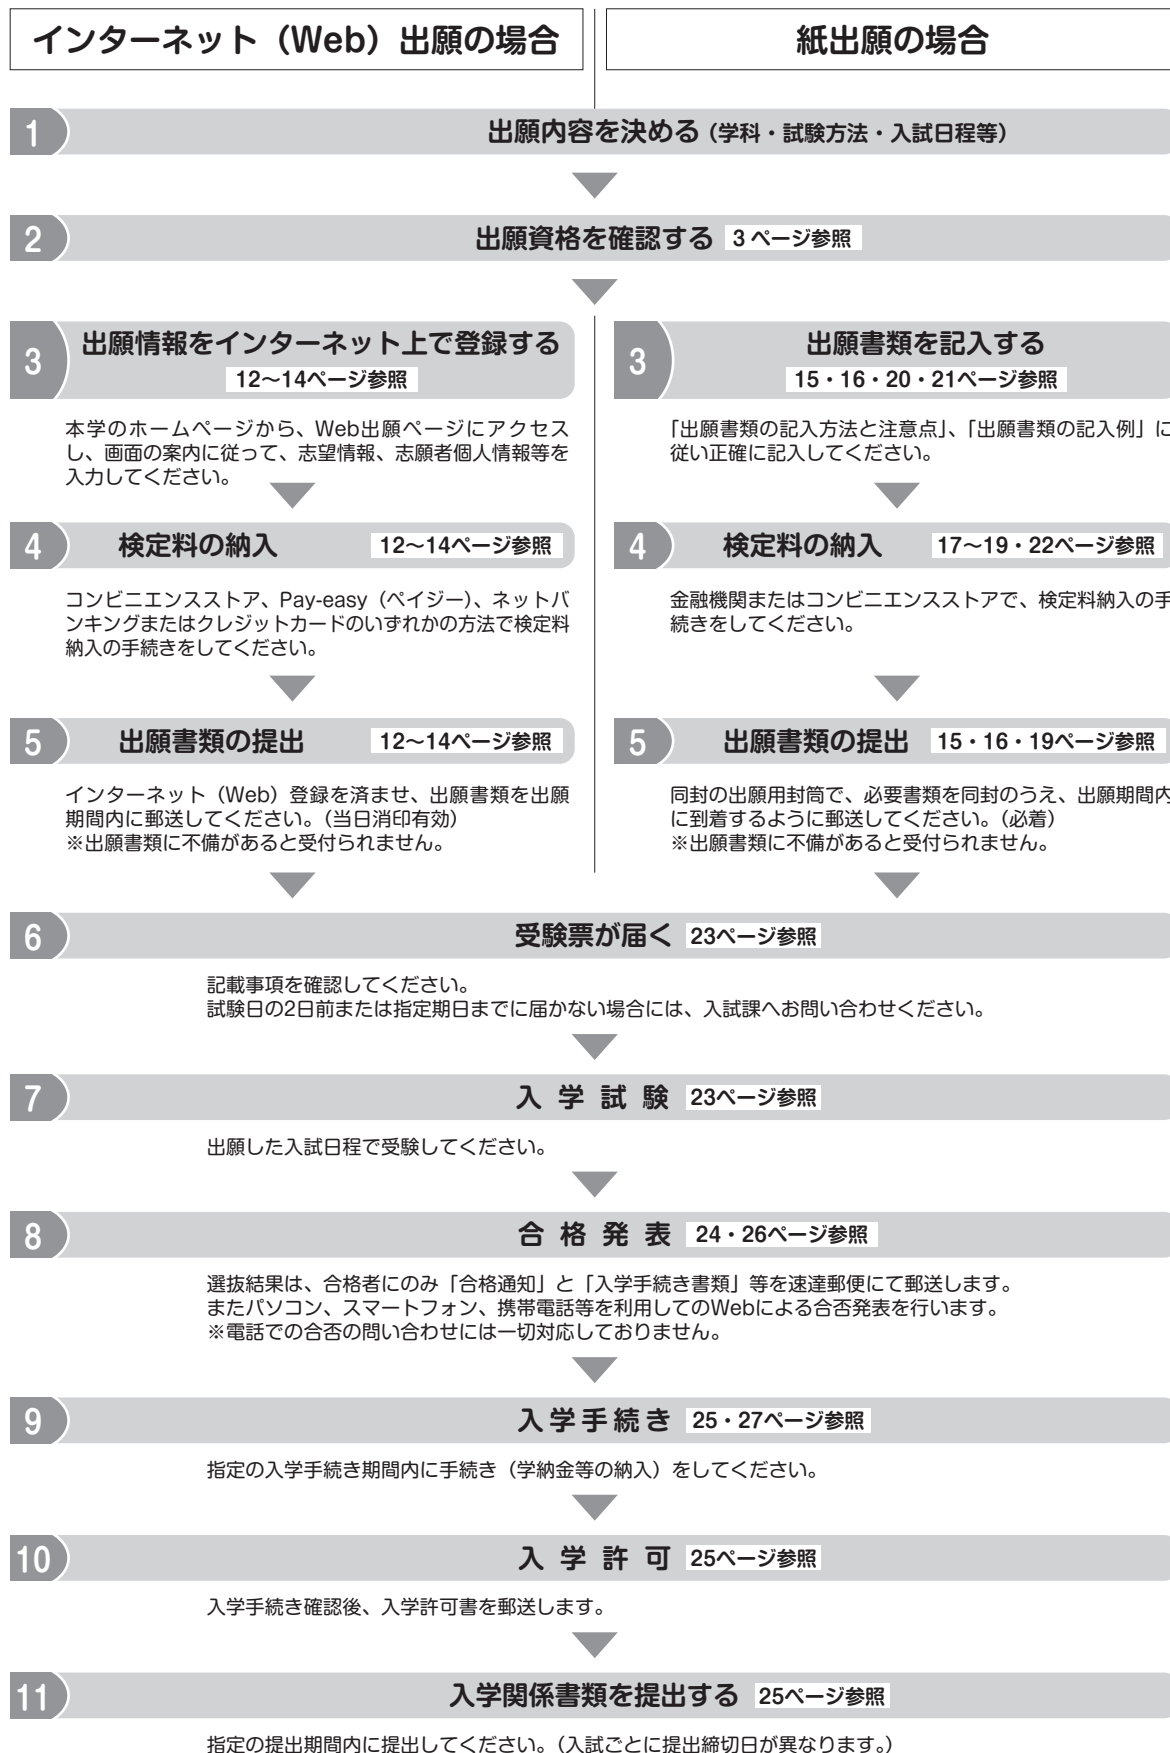 インターネット（Web）出願の場合
紙出願の場合
1 出願内容を決める（学科・試験方法・入試日程等）
2 出願資格を確認する 3ページ参照
3 出願情報をインターネット上で登録する
12～14ページ参照
本学のホームページから、Web出願ページにアクセス
し、画面の案内に従って、志望情報、志願者個人情報等を
入力してください。
4 検定料の納入 12～14ページ参照
コンビニエンスストア、Pay-easy（ペイジー）、ネットバ
ンキングまたはクレジットカードのいずれかの方法で検定料
納入の手続きをしてください。
5 出願書類の提出 12～14ページ参照
インターネット（Web）登録を済ませ、出願書類を出願
期間内に郵送してください。（当日消印有効）
※出願書類に不備があると受付られません。
3 出願書類を記入する
15・16・20・21ページ参照
「出願書類の記入方法と注意点」、「出願書類の記入例」に
従い正確に記入してください。
4 検定料の納入 17～19・22ページ参照
金融機関またはコンビニエンスストアで、検定料納入の手
続きをしてください。
5 出願書類の提出 15・16・19ページ参照
同封の出願用封筒で、必要書類を同封のうえ、出願期間内
に到着するように郵送してください。（必着）
※出願書類に不備があると受付られません。
6 受験票が届く 23ページ参照
記載事項を確認してください。
試験日の2日前または指定期日までに届かない場合には、入試課へお問い合わせください。
7 入学試験 23ページ参照
出願した入試日程で受験してください。
8 合格発表 24・26ページ参照
選抜結果は、合格者にのみ「合格通知」と「入学手続き書類」等を速達郵便にて郵送します。
またパソコン、スマートフォン、携帯電話等を利用してのWebによる合否発表を行います。
※電話での合否の問い合わせには一切対応しておりません。
9 入学手続き 25・27ページ参照
指定の入学手続き期間内に手続き（学納金等の納入）をしてください。
10 入学許可 25ページ参照
入学手続き確認後、入学許可書を郵送します。
11 入学関係書類を提出する 25ページ参照
指定の提出期間内に提出してください。（入試ごとに提出締切日が異なります。）